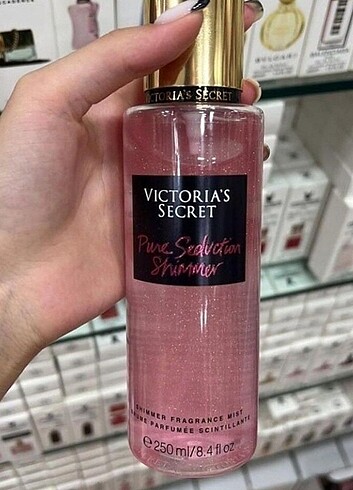 VICTORIA'S SECRET
VICTORIA'S
SECRET
Pure Seduction
Shimmer
SHIMMER FRAGRANCE MIST
BRUME PARFUMÉE SCINTILLANTE
e 250 ml/8.4 fl oz
BVLGARI